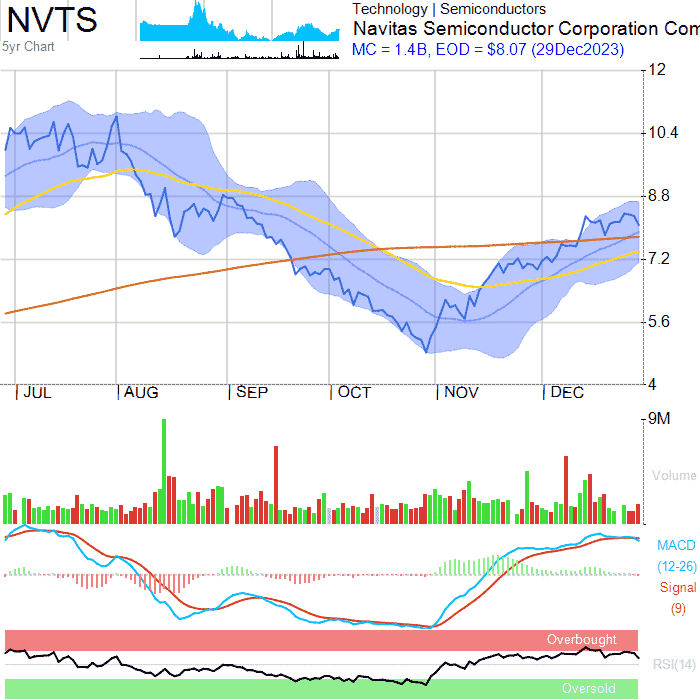 NVTS
5yr Chart
Technology | Semiconductors
Navitas Semiconductor Corporation Com
MC = 1.4B, EOD = $8.07 (29Dec2023)
12
10.4
8.8
7.2
5.6
4
JUL AUG SEP OCT NOV DEC
9M
Volume
MACD
(12-26)
Signal
(9)
Overbought
RSI(14)
Oversold